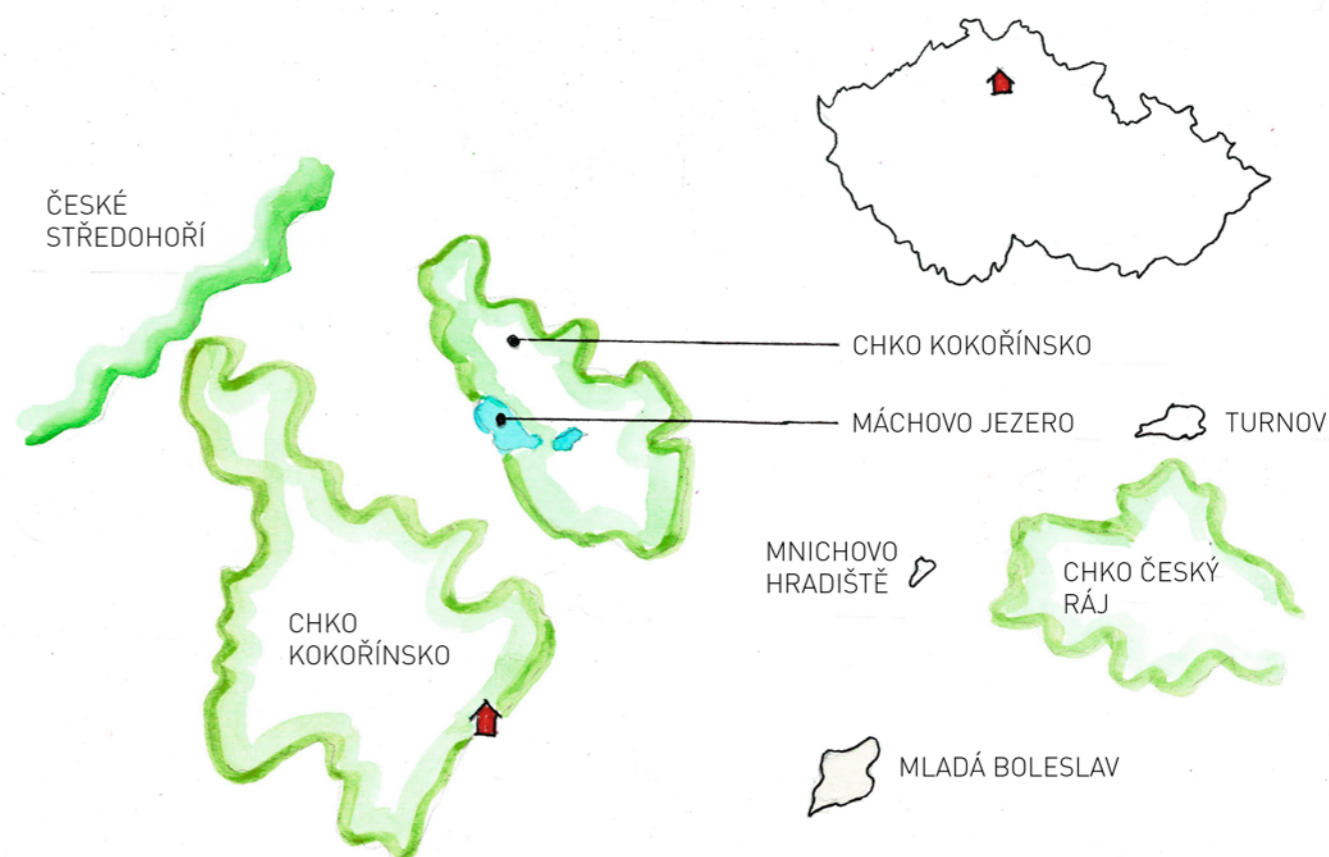 ČESKÉ
STŘEDOHOŘÍ
CHKO KOKOŘÍNSKO
MÁCHOVO JEZERO
TURNOV
MNICHOVO
HRADIŠTĚ
CHKO ČESKÝ
RÁJ
CHKO
KOKOŘÍNSKO
MLADÁ BOLESLAV